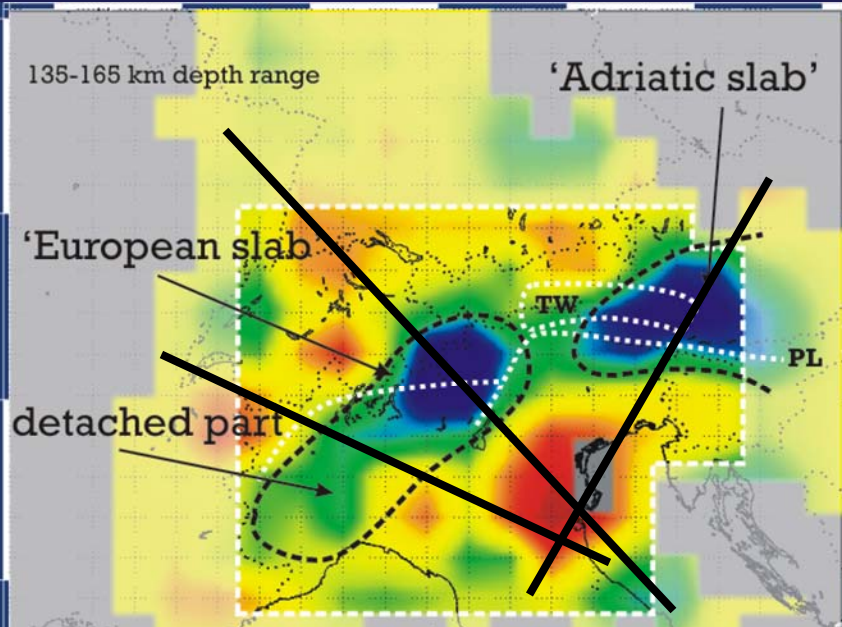 135-165 km depth range
‘Adriatic slab’
‘European slab
TW
PL
detached part